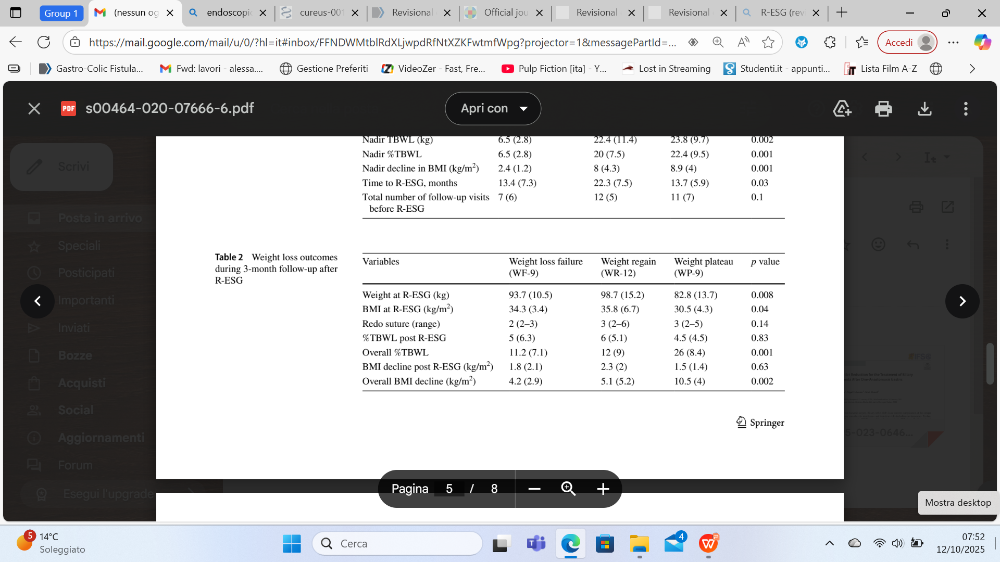 Group 1
(nessun og
endoscopic
cureus-001
Revisional
Official jou
Revisional
Revisional
R-ESG (rev
https://mail.google.com/mail/u/0/?hl=it#inbox/FFNDWMtblRdXLjwpdRfNtXZKFwtmfWpg?projector=1&messagePartId=...
Accedi
Gastro-Colic Fistula...
Fwd: lavori - alessa....
Gestione Preferiti
VideoZer - Fast, Fre...
Pulp Fiction [ita] - Y...
Lost in Streaming
Studenti.it - appunti...
Lista Film A-Z
PDF s00464-020-07666-6.pdf
Apri con
Scrivi
Posta in arrivo
Speciali
Posticipati
Importanti
Inviati
Bozze
Acquisti
Social
Aggiornamenti
Forum
Esegui l'upgrade
Nadir TBWL (kg) 6.5 (2.8) 22.4 (11.4) 23.8 (9.7) 0.002
Nadir %TBWL 6.5 (2.8) 20 (7.5) 22.4 (9.5) 0.001
Nadir decline in BMI (kg/m²) 2.4 (1.2) 8 (4.3) 8.9 (4) 0.001
Time to R-ESG, months 13.4 (7.3) 22.3 (7.5) 13.7 (5.9) 0.03
Total number of follow-up visits 7 (6) 12 (5) 11 (7) 0.1
before R-ESG
Table 2 Weight loss outcomes
during 3-month follow-up after
R-ESG
Variables Weight loss failure Weight regain Weight plateau p value
(WF-9) (WR-12) (WP-9)
Weight at R-ESG (kg) 93.7 (10.5) 98.7 (15.2) 82.8 (13.7) 0.008
BMI at R-ESG (kg/m²) 34.3 (3.4) 35.8 (6.7) 30.5 (4.3) 0.04
Redo suture (range) 2 (2–3) 3 (2–6) 3 (2–5) 0.14
%TBWL post R-ESG 5 (6.3) 6 (5.1) 4.5 (4.5) 0.83
Overall %TBWL 11.2 (7.1) 12 (9) 26 (8.4) 0.001
BMI decline post R-ESG (kg/m²) 1.8 (2.1) 2.3 (2) 1.5 (1.4) 0.63
Overall BMI decline (kg/m²) 4.2 (2.9) 5.1 (5.2) 10.5 (4) 0.002
Springer
IFSO
5-023-0646...
Pagina 5 / 8
Mostra desktop
5
14°C
Soleggiato
Cerca
4
07:52
12/10/2025